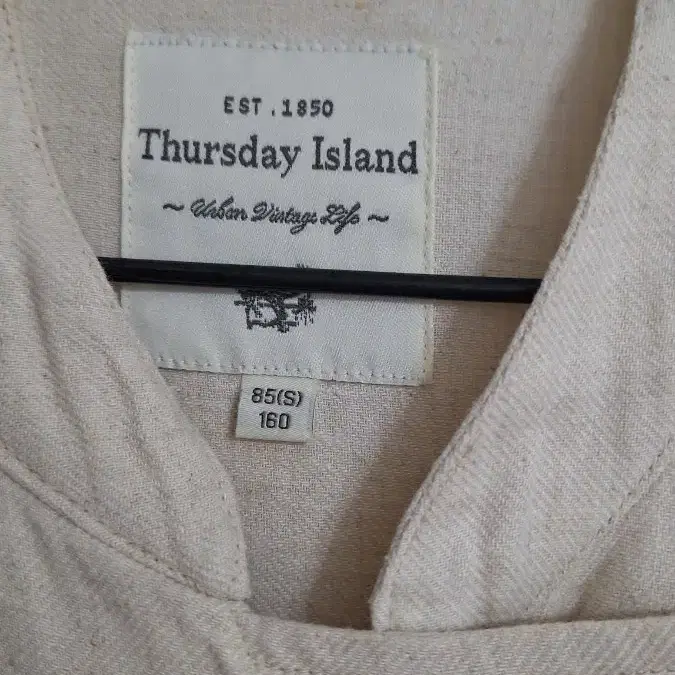 EST.1850
Thursday Island
~ Urban Vintage Life ~
85(S)
160